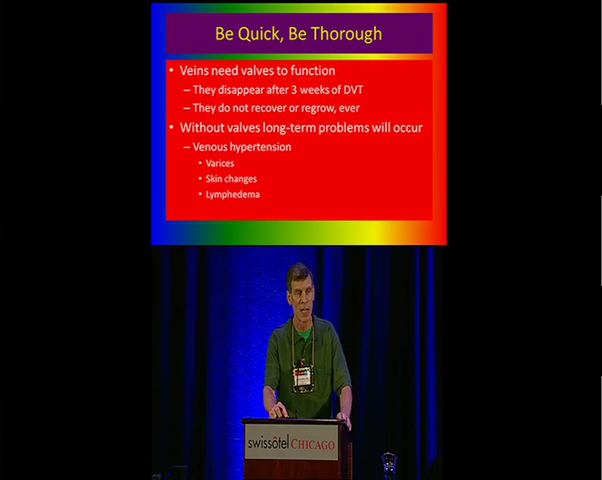 Be Quick, Be Thorough
• Veins need valves to function
– They disappear after 3 weeks of DVT
– They do not recover or regrow, ever
• Without valves long-term problems will occur
– Venous hypertension
• Varices
• Skin changes
• Lymphedema
swissôtel CHICAGO